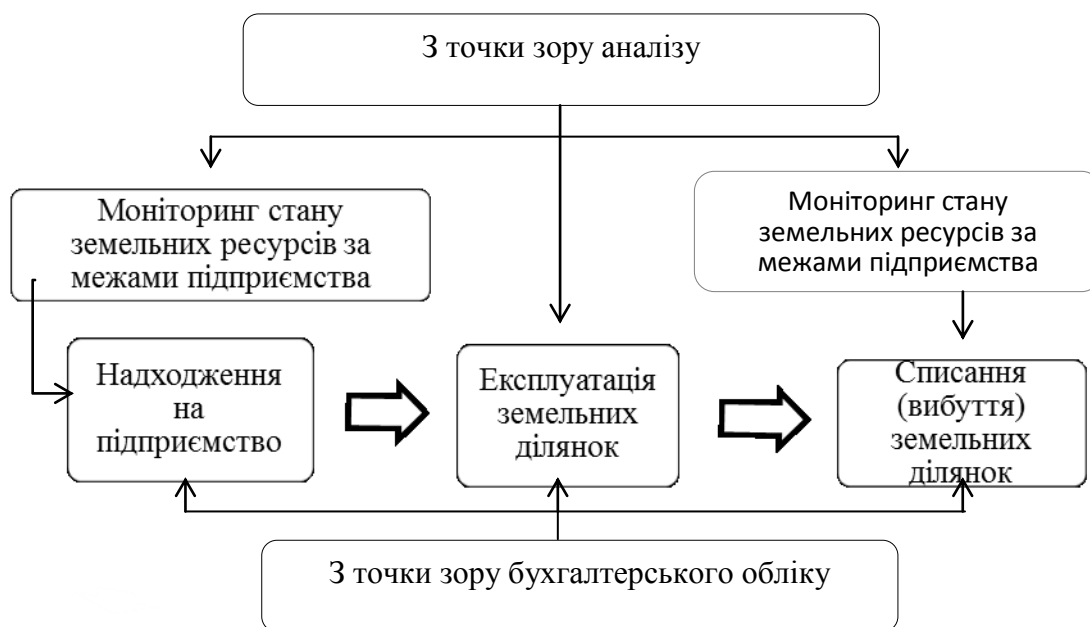 З точки зору аналізу
Моніторинг стану
земельних ресурсів за
межами підприємства
Моніторинг стану
земельних ресурсів за
межами підприємства
Надходження
на
підприємство
Експлуатація
земельних
ділянок
Списання
(вибуття)
земельних
ділянок
З точки зору бухгалтерського обліку